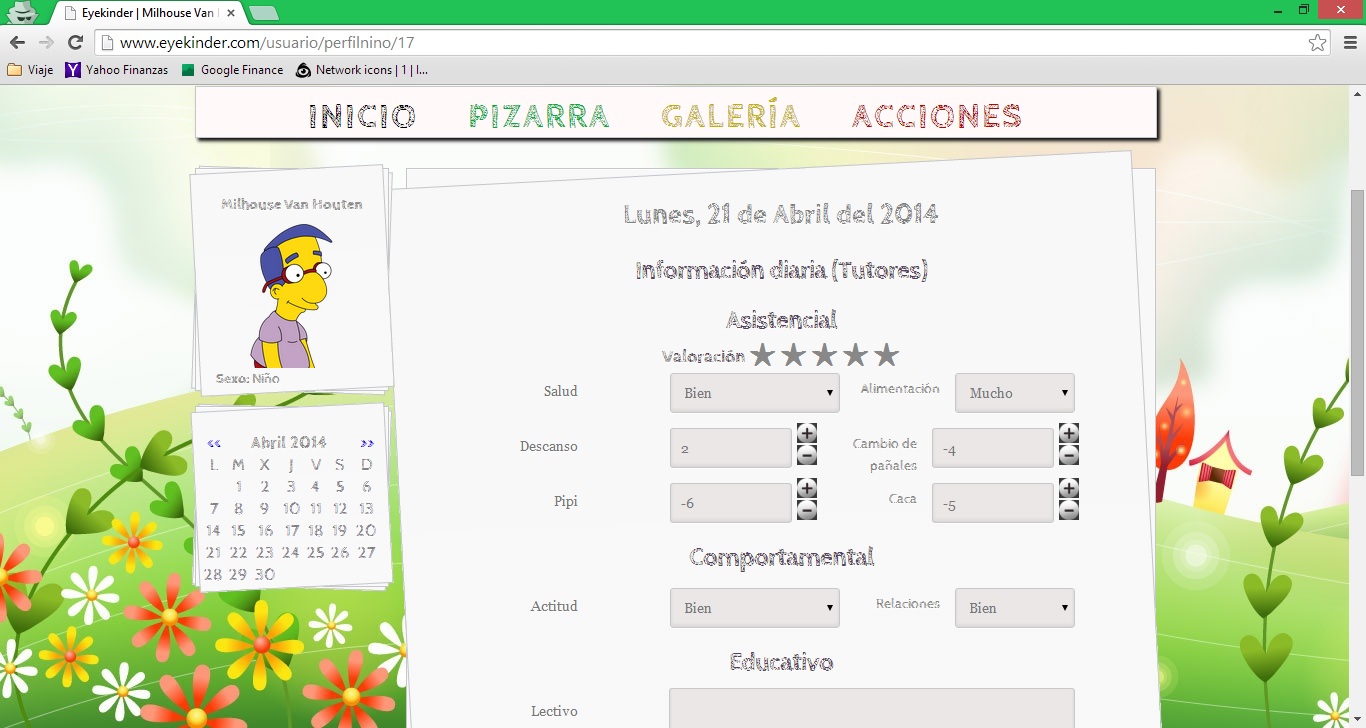 Eyekinder | Milhouse Van
www.eyekinder.com/usuario/perfilnino/17
Viaje Yahoo Finanzas Google Finance Network icons | 1 | I...
INICIO PIZARRA GALERÍA ACCIONES
Milhouse Van Houten
Sexo: Niño
<< Abril 2014 >>
L M X J V S D
1 2 3 4 5 6
7 8 9 10 11 12 13
14 15 16 17 18 19 20
21 22 23 24 25 26 27
28 29 30
Lunes, 21 de Abril del 2014
Información diaria (Tutores)
Asistencial
Valoración ★★★★★
Salud Bien Alimentación Mucho
Descanso 2 + - Cambio de pañales -4 + -
Pipi -6 + - Caca -5 + -
Comportamental
Actitud Bien Relaciones Bien
Educativo
Lectivo